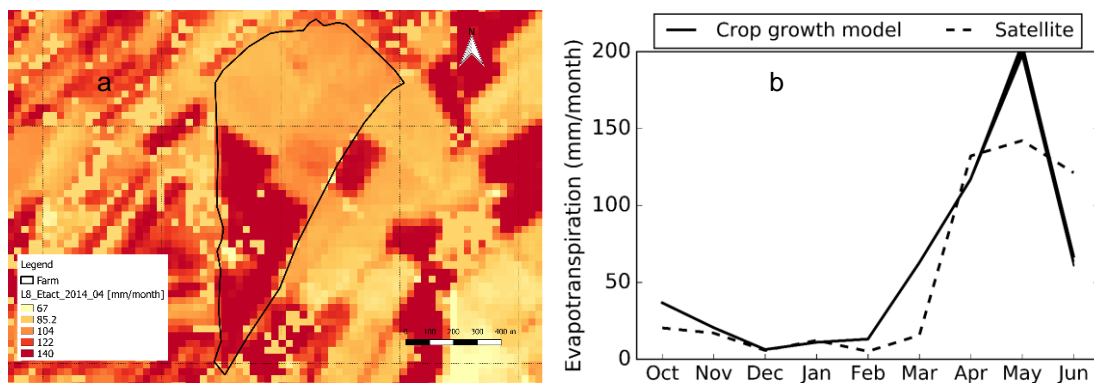 a
N
Legend
Farm
L8_Etact_2014_04 [mm/month]
67
85.2
104
122
140
0 100 200 300 400 m
Crop growth model Satellite
b
Evapotranspiration (mm/month)
200
150
100
50
0
Oct Nov Dec Jan Feb Mar Apr May Jun